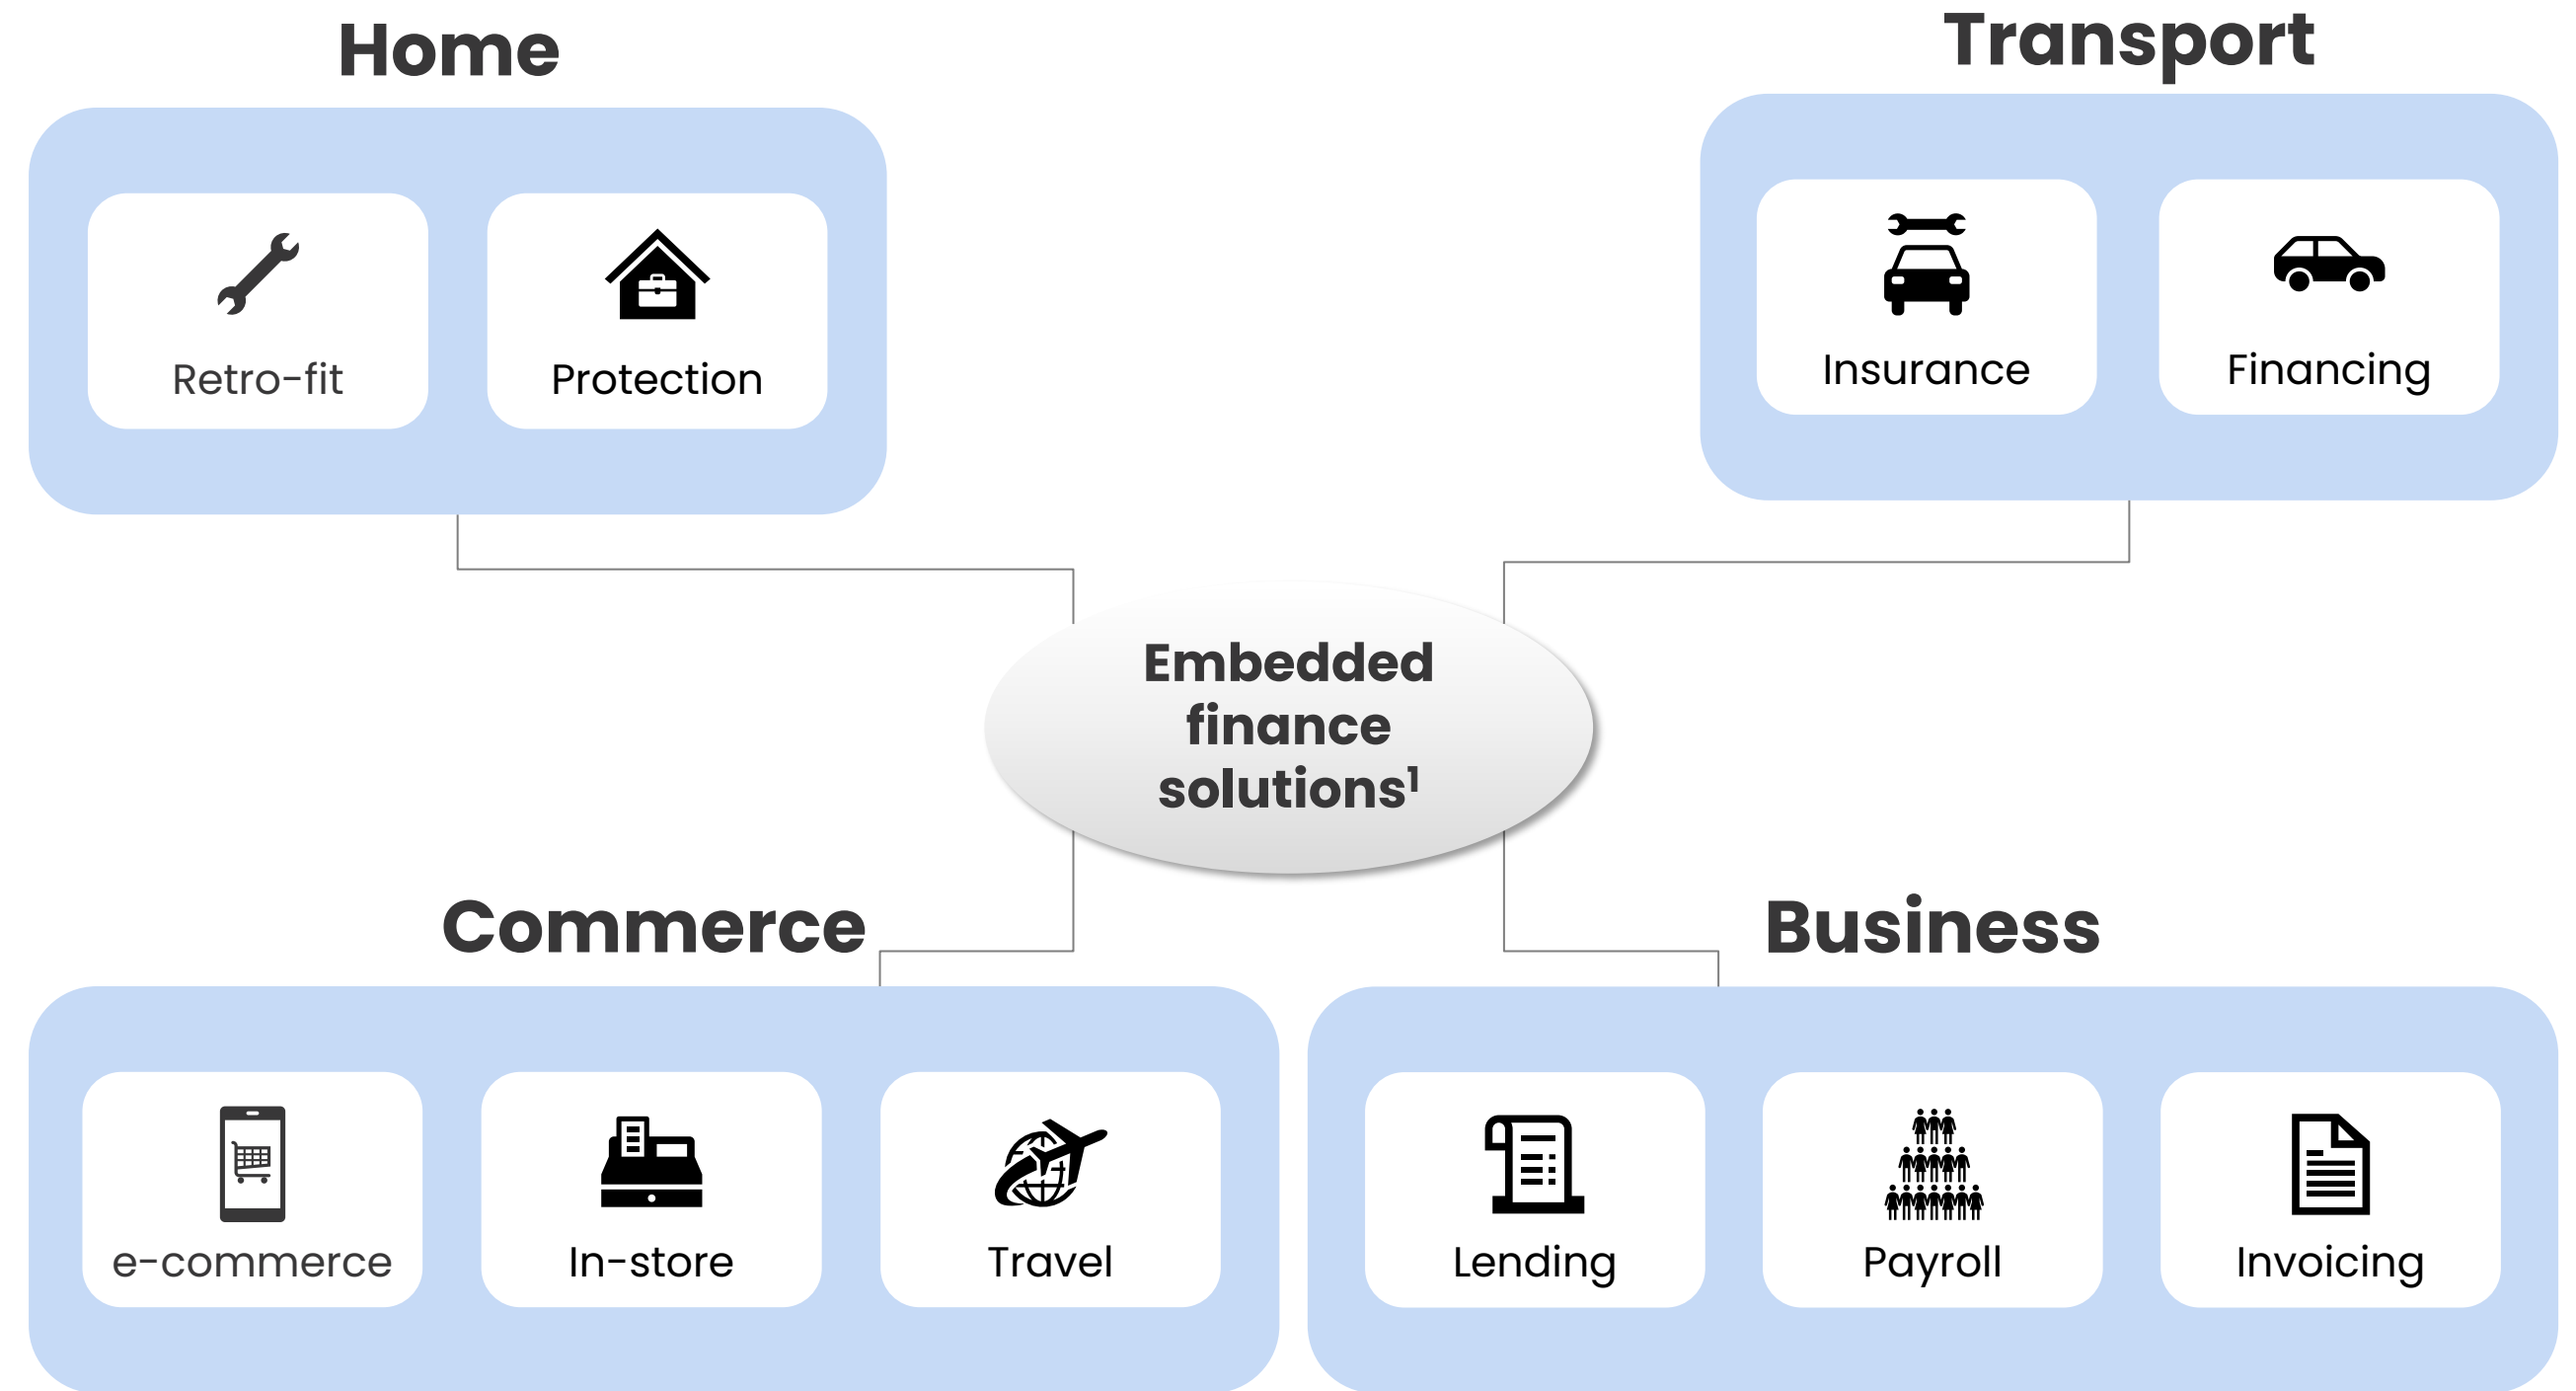 Home
Transport
Retro-fit
Protection
Insurance
Financing
Embedded
finance
solutions¹
Commerce
Business
e-commerce
In-store
Travel
Lending
Payroll
Invoicing